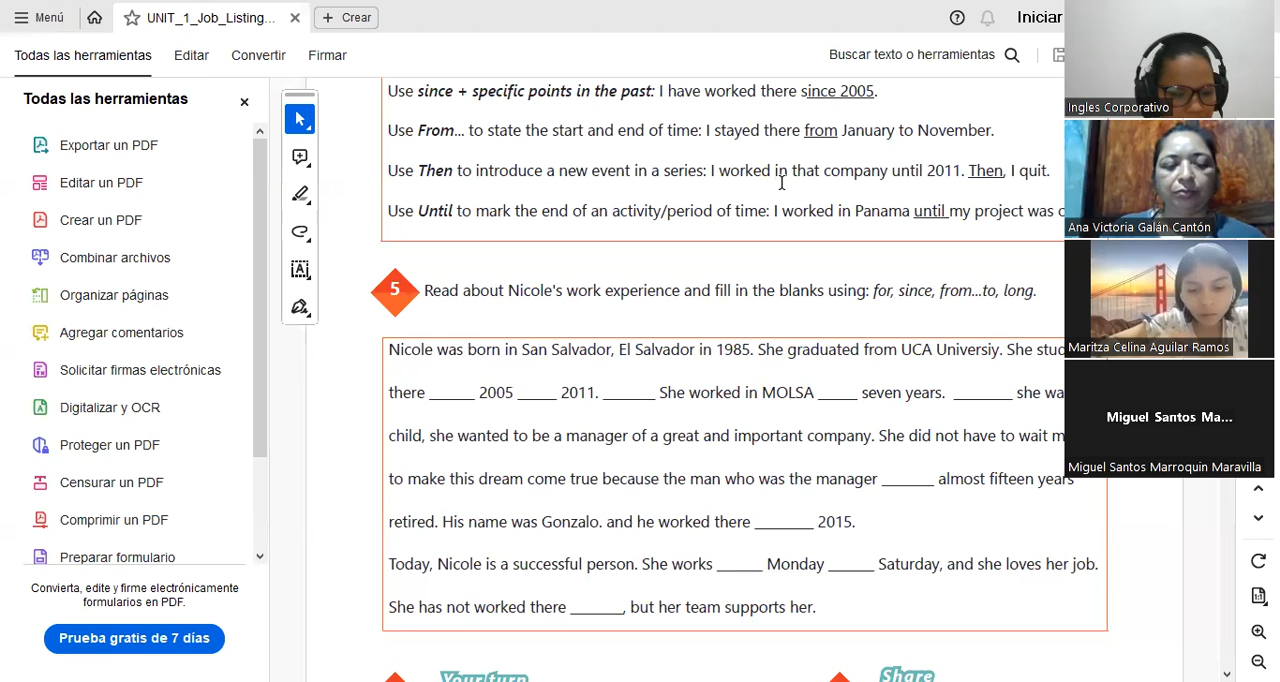 Menú
UNIT_1_Job_Listing...
Crear
Iniciar
Todas las herramientas
Editar
Convertir
Firmar
Buscar texto o herramientas
Todas las herramientas
Exportar un PDF
Editar un PDF
Crear un PDF
Combinar archivos
Organizar páginas
Agregar comentarios
Solicitar firmas electrónicas
Digitalizar y OCR
Proteger un PDF
Censurar un PDF
Comprimir un PDF
Preparar formulario
Convierta, edite y firme electrónicamente
formularios en PDF.
Prueba gratis de 7 días
Use since + specific points in the past: I have worked there since 2005.
Use From... to state the start and end of time: I stayed there from January to November.
Use Then to introduce a new event in a series: I worked in that company until 2011. Then, I quit.
Use Until to mark the end of an activity/period of time: I worked in Panama until my project was
5 Read about Nicole's work experience and fill in the blanks using: for, since, from...to, long.
Nicole was born in San Salvador, El Salvador in 1985. She graduated from UCA Universiy. She stud
there ______ 2005 _____ 2011. _______ She worked in MOLSA _____ seven years. ________ she wa
child, she wanted to be a manager of a great and important company. She did not have to wait m
to make this dream come true because the man who was the manager _______ almost fifteen years
retired. His name was Gonzalo. and he worked there ________ 2015.
Today, Nicole is a successful person. She works ______ Monday ______ Saturday, and she loves her job.
She has not worked there _______, but her team supports her.
Your turn
Share
Ingles Corporativo
Ana Victoria Galán Cantón
Maritza Celina Aguilar Ramos
Miguel Santos Ma...
Miguel Santos Marroquin Maravilla